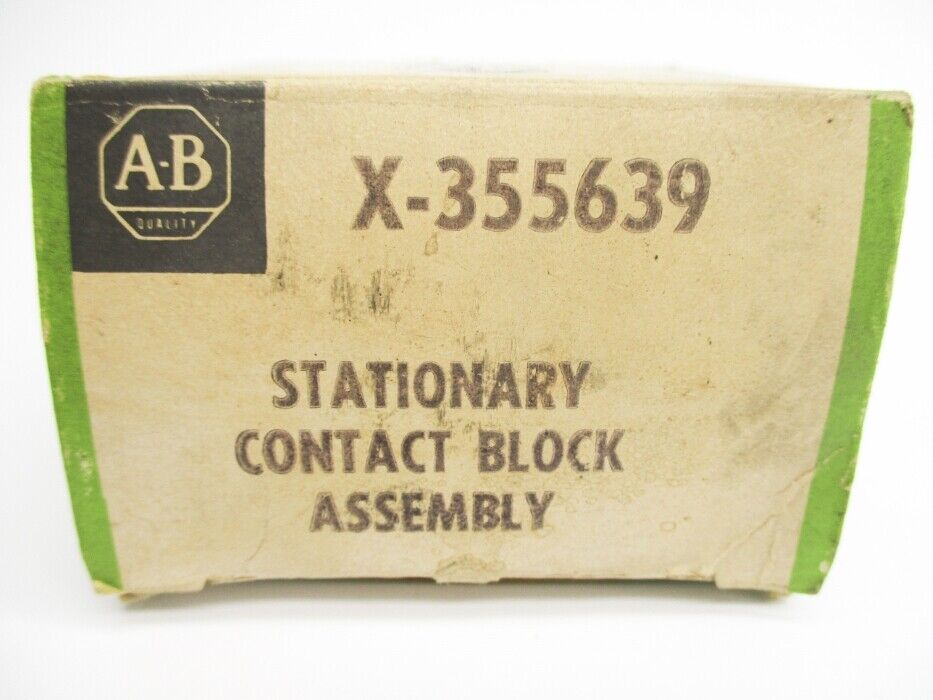 A-B
QUALITY
X-355639
STATIONARY
CONTACT BLOCK
ASSEMBLY